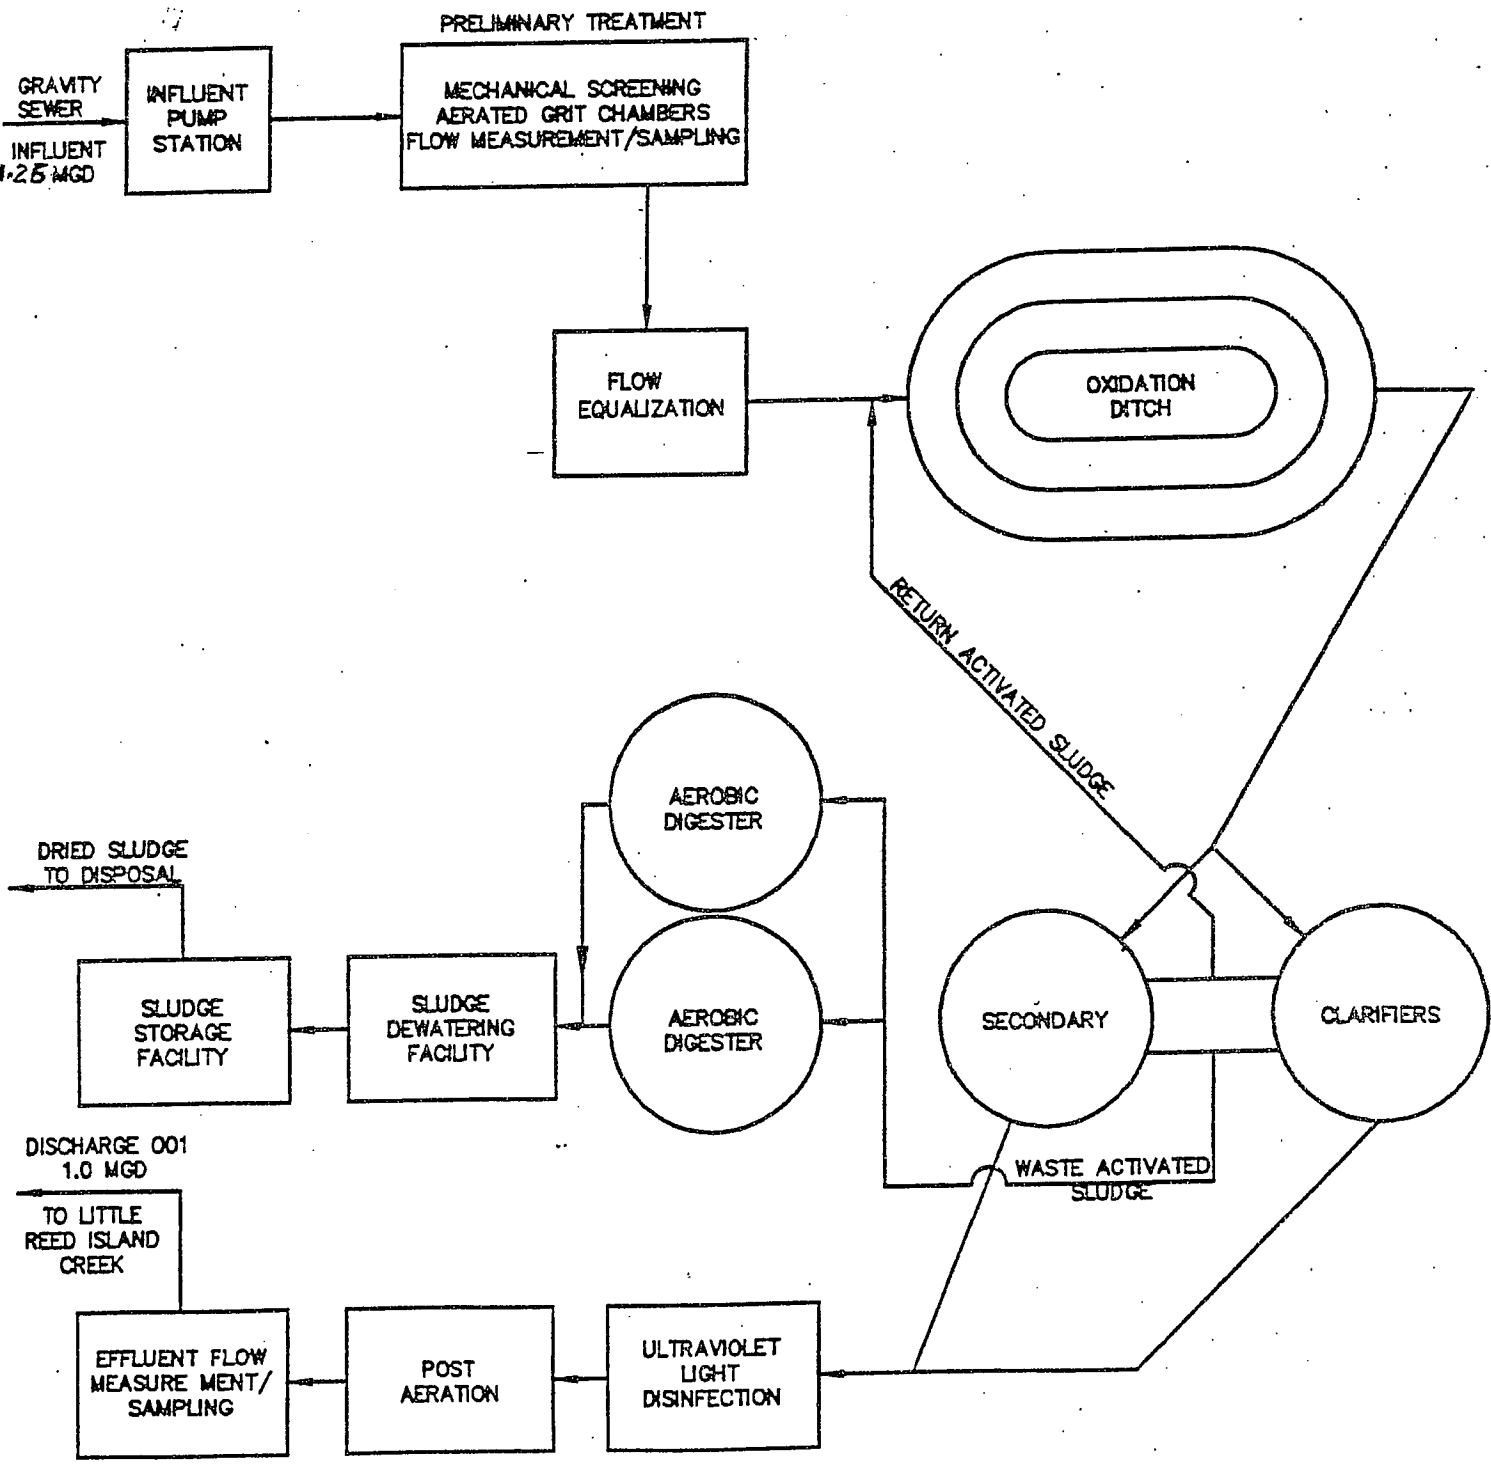 PRELIMINARY TREATMENT
GRAVITY
SEWER
INFLUENT
1.25 MGD
INFLUENT
PUMP
STATION
MECHANICAL SCREENING
AERATED GRIT CHAMBERS
FLOW MEASUREMENT/SAMPLING
FLOW
EQUALIZATION
OXIDATION
DITCH
RETURN ACTIVATED SLUDGE
AEROBIC
DIGESTER
DRIED SLUDGE
TO DISPOSAL
SLUDGE
STORAGE
FACILITY
SLUDGE
DEWATERING
FACILITY
AEROBIC
DIGESTER
SECONDARY
CLARIFIERS
WASTE ACTIVATED
SLUDGE
DISCHARGE 001
1.0 MGD
TO LITTLE
REED ISLAND
CREEK
EFFLUENT FLOW
MEASURE MENT/
SAMPLING
POST
AERATION
ULTRAVIOLET
LIGHT
DISINFECTION